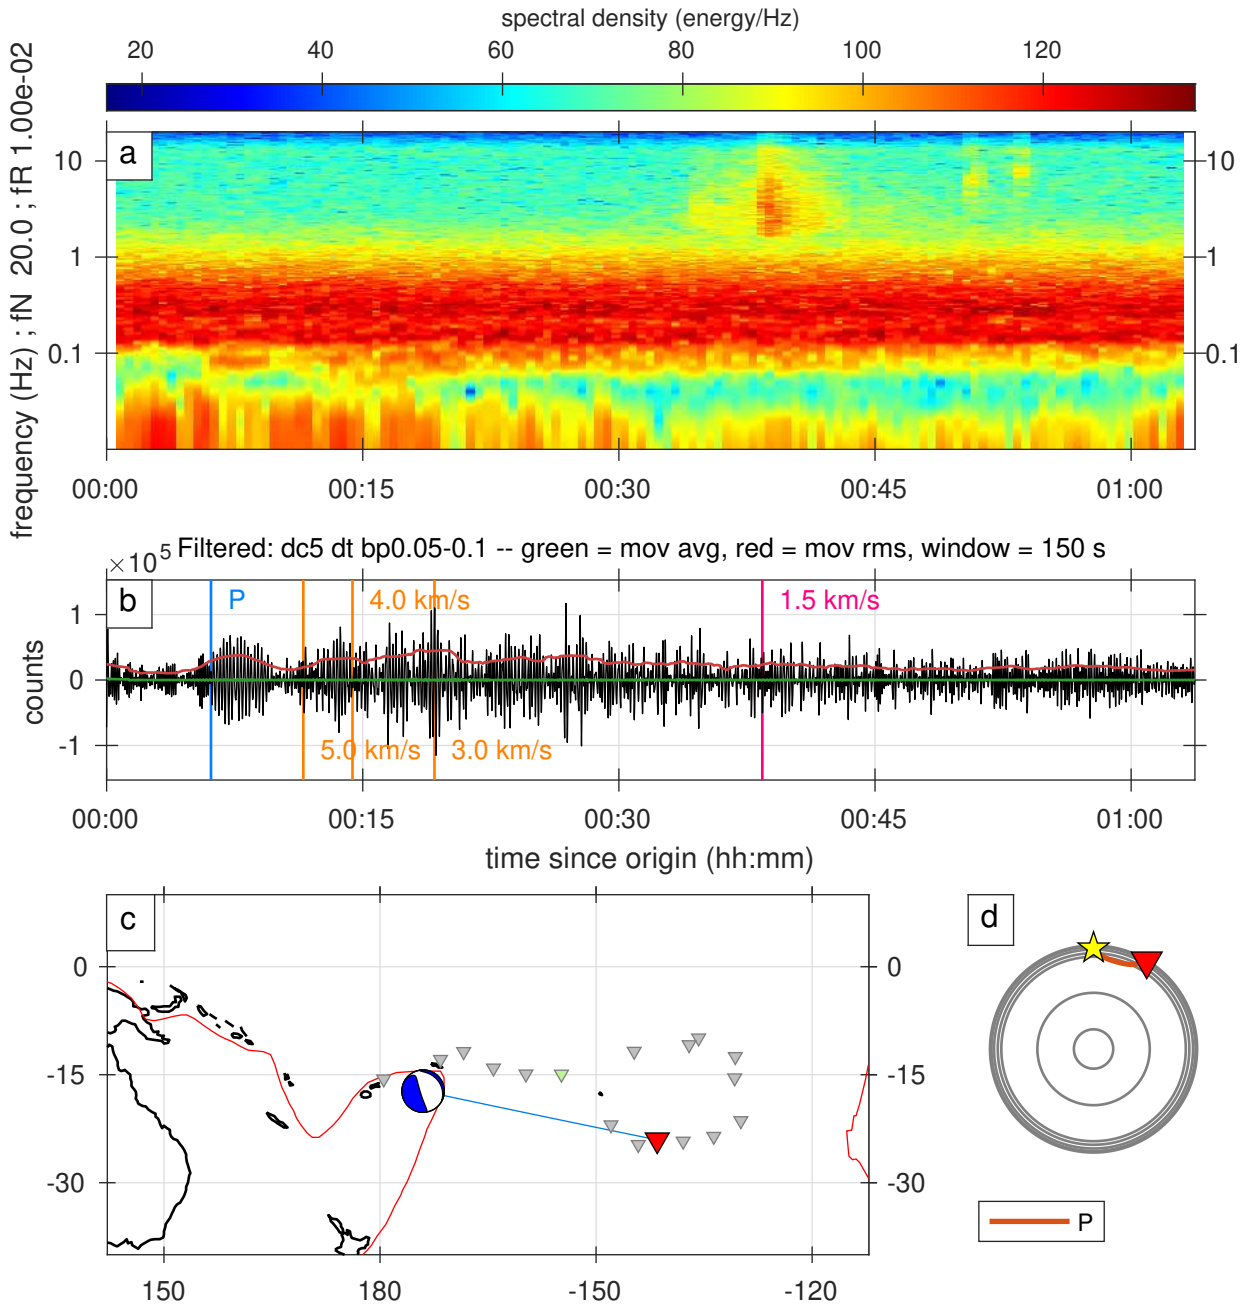 spectral density (energy/Hz)
20 40 60 80 100 120
frequency (Hz) ; fN 20.0 ; fR 1.00e-02
a
10 10
1 1
0.1 0.1
00:00 00:15 00:30 00:45 01:00
×10^5 Filtered: dc5 dt bp0.05-0.1 -- green = mov avg, red = mov rms, window = 150 s
b
P 4.0 km/s 1.5 km/s
5.0 km/s 3.0 km/s
counts
1
0
-1
00:00 00:15 00:30 00:45 01:00
time since origin (hh:mm)
c
0 0
-15 -15
-30 -30
150 180 -150 -120
d
P